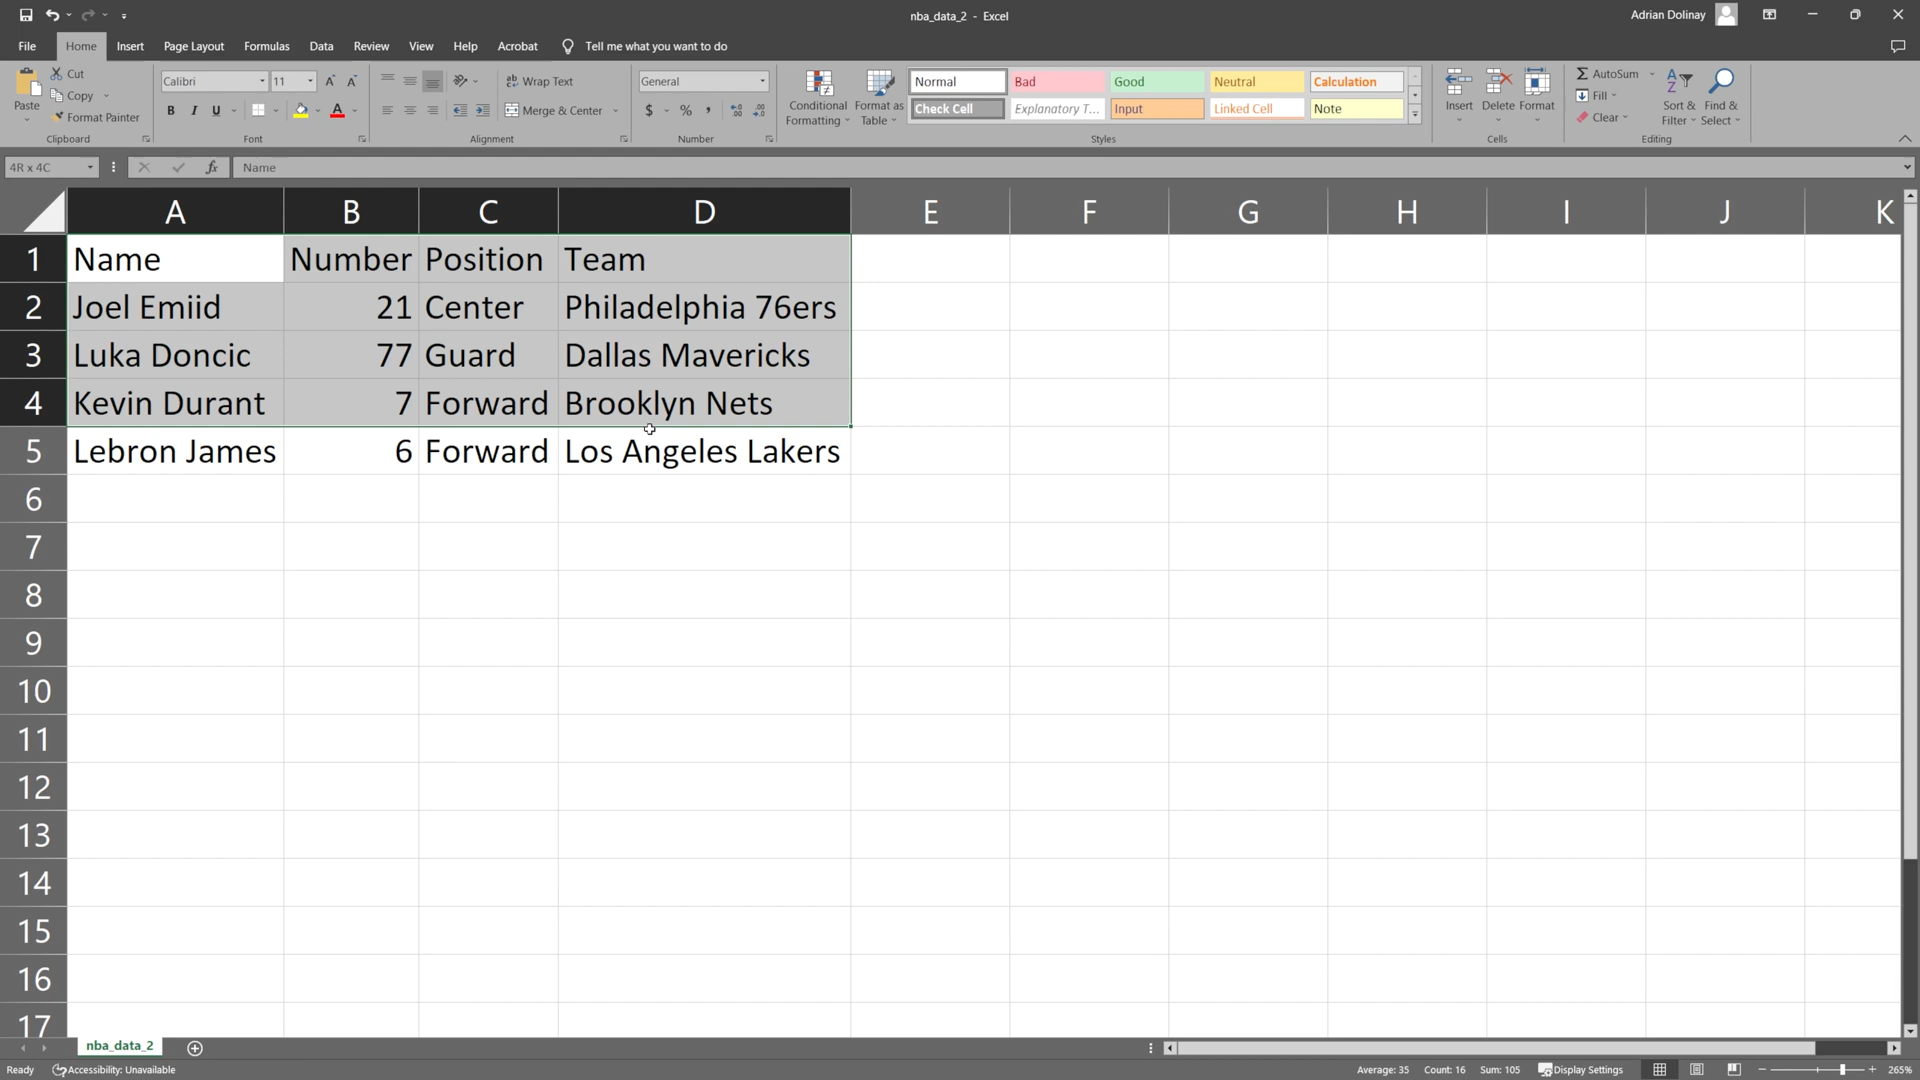 nba_data_2 - Excel
Adrian Dolinay
File Home Insert Page Layout Formulas Data Review View Help Acrobat Tell me what you want to do
Paste
Cut
Copy
Format Painter
Clipboard
Calibri 11
B I U A
Font
Wrap Text
Merge & Center
Alignment
General
$ % ,
Number
Conditional Formatting
Format as Table
Normal Bad Good Neutral Calculation
Check Cell Explanatory T... Input Linked Cell Note
Styles
Insert Delete Format
Cells
AutoSum
Fill
Clear
Sort & Filter
Find & Select
Editing
4R x 4C fx Name
A B C D E F G H I J K
1 Name Number Position Team
2 Joel Emiid 21 Center Philadelphia 76ers
3 Luka Doncic 77 Guard Dallas Mavericks
4 Kevin Durant 7 Forward Brooklyn Nets
5 Lebron James 6 Forward Los Angeles Lakers
6
7
8
9
10
11
12
13
14
15
16
17
nba_data_2
Ready Accessibility: Unavailable Average: 35 Count: 16 Sum: 105 Display Settings 265%